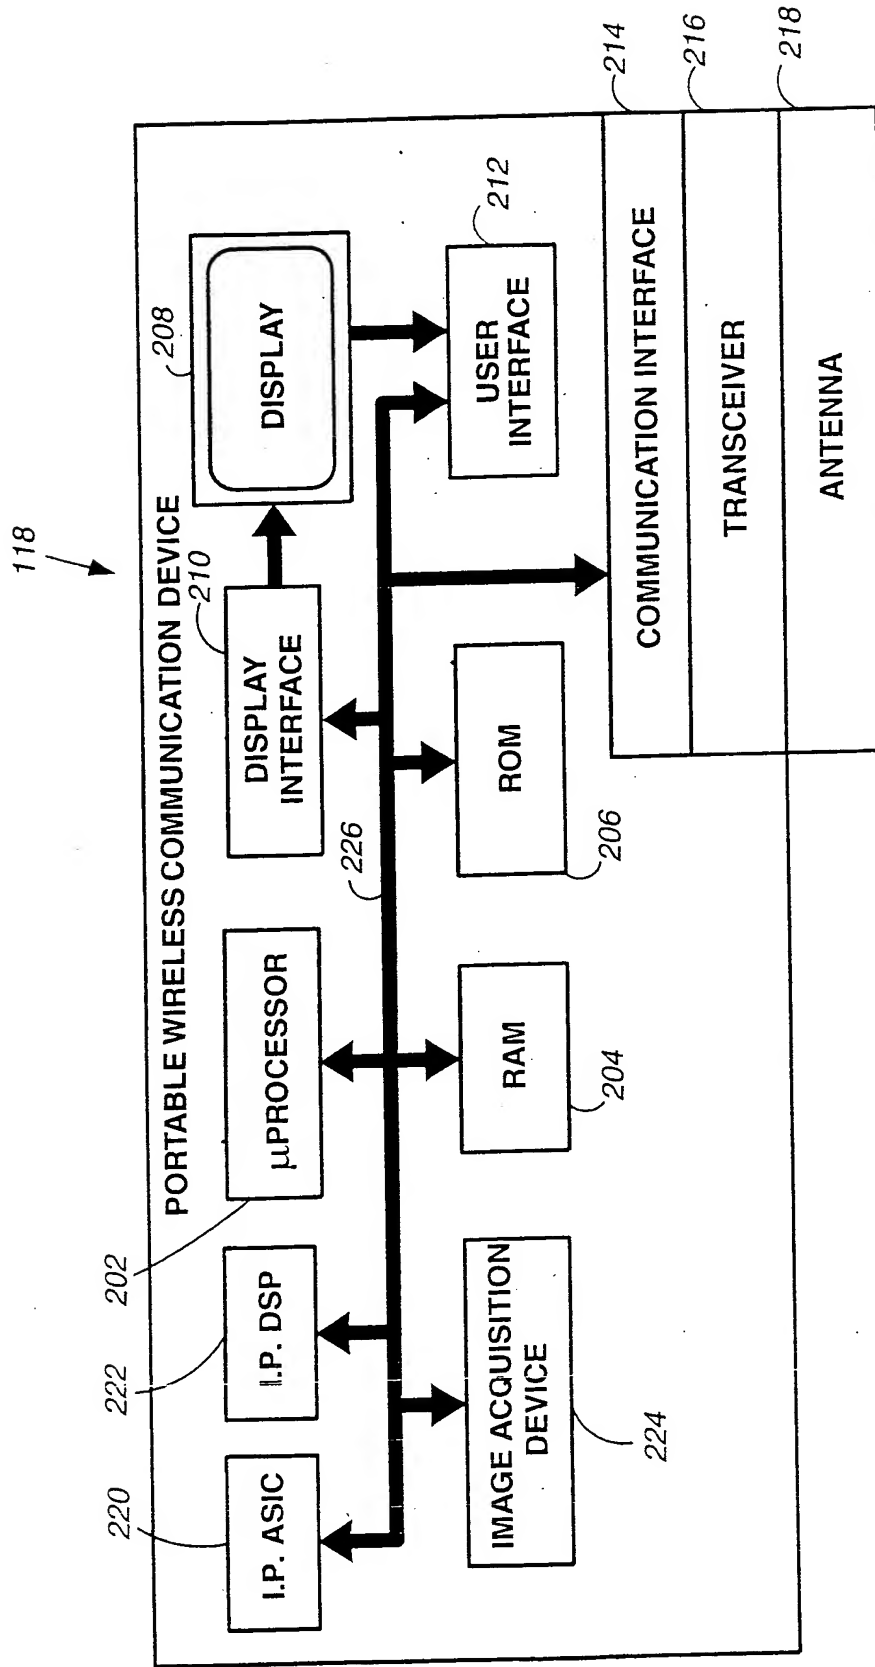 118
PORTABLE WIRELESS COMMUNICATION DEVICE
220
222
202
210
208
I.P. ASIC
I.P. DSP
µPROCESSOR
DISPLAY
INTERFACE
DISPLAY
226
IMAGE ACQUISITION
DEVICE
RAM
ROM
USER
INTERFACE
224
204
206
212
COMMUNICATION INTERFACE
214
TRANSCEIVER
216
ANTENNA
218